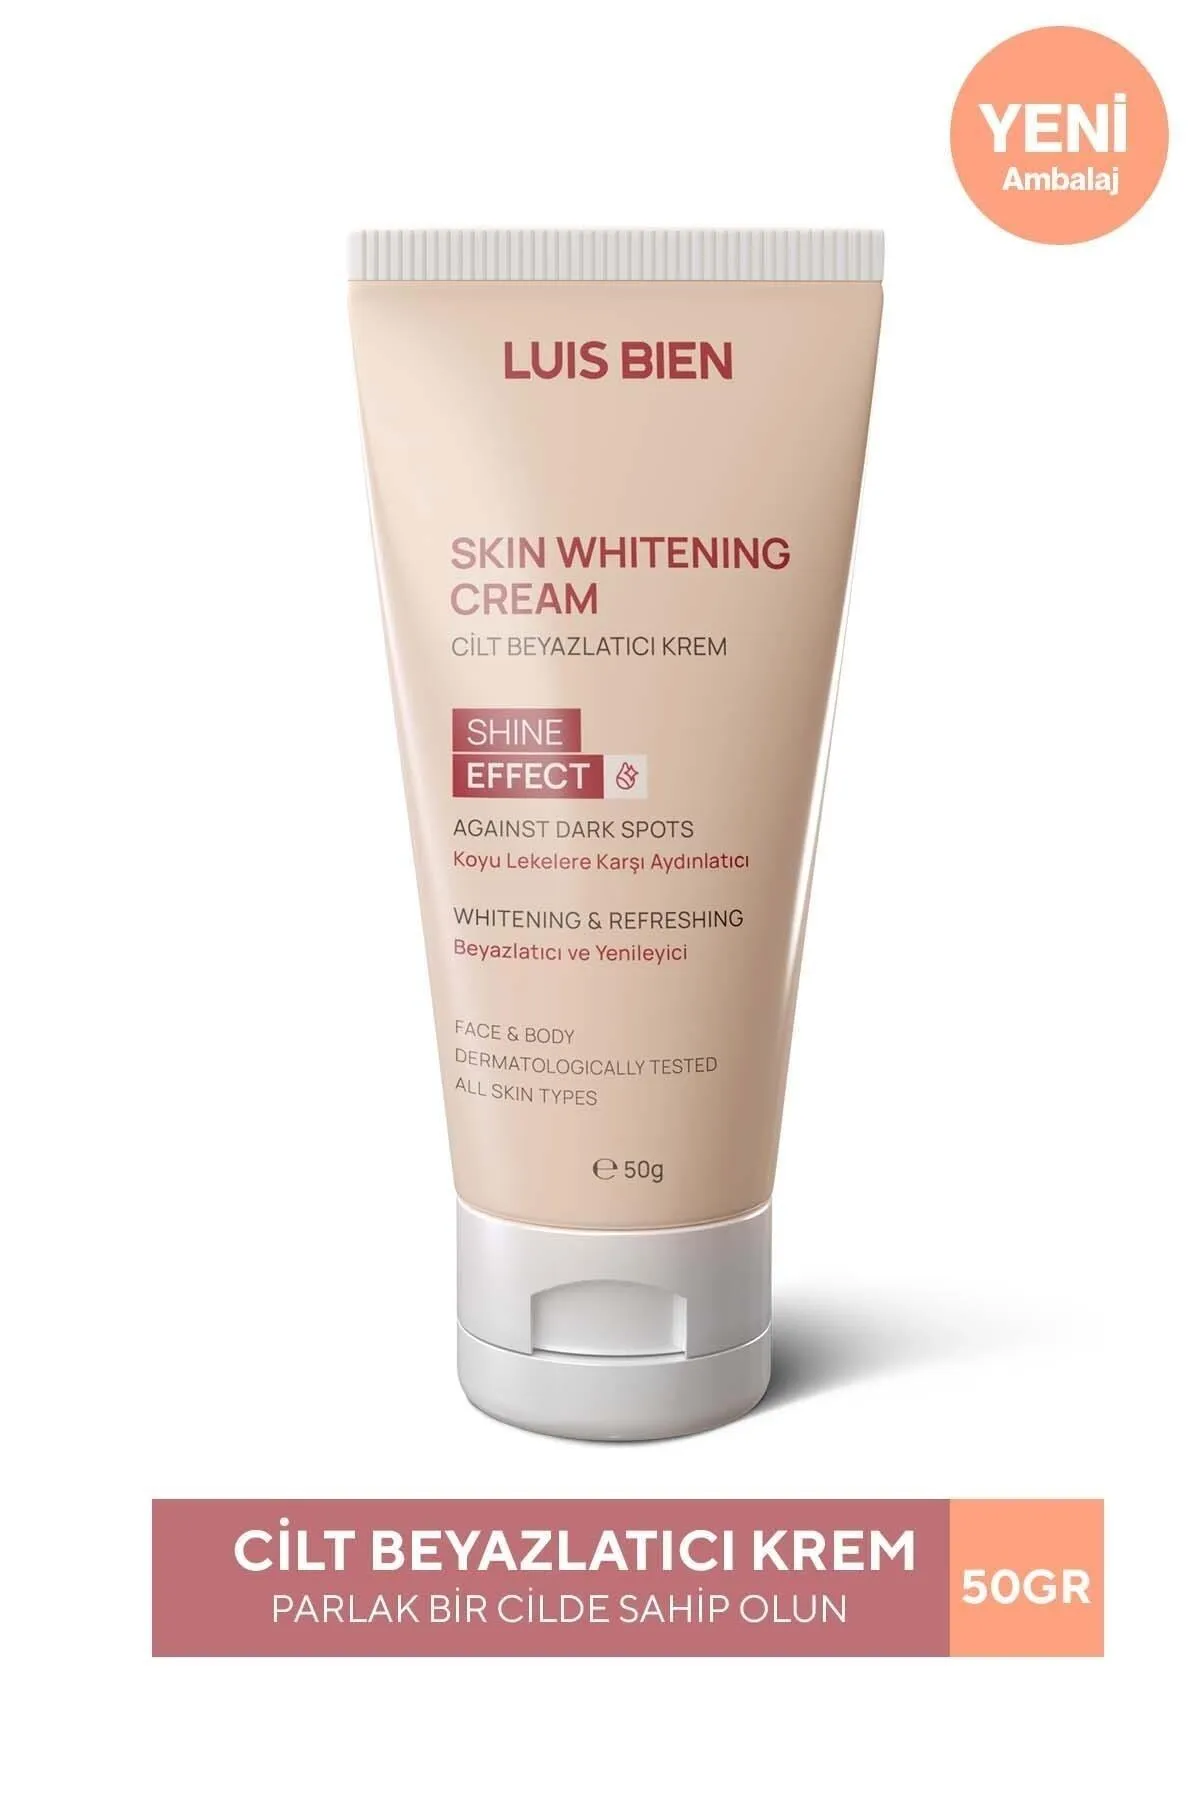 YENİ
Ambalaj
LUIS BIEN
SKIN WHITENING
CREAM
CİLT BEYAZLATICI KREM
SHINE
EFFECT
AGAINST DARK SPOTS
Koyu Lekelere Karşı Aydınlatıcı
WHITENING & REFRESHING
Beyazlatıcı ve Yenileyici
FACE & BODY
DERMATOLOGICALLY TESTED
ALL SKIN TYPES
℮ 50g
CİLT BEYAZLATICI KREM
PARLAK BİR CİLDE SAHİP OLUN
50GR